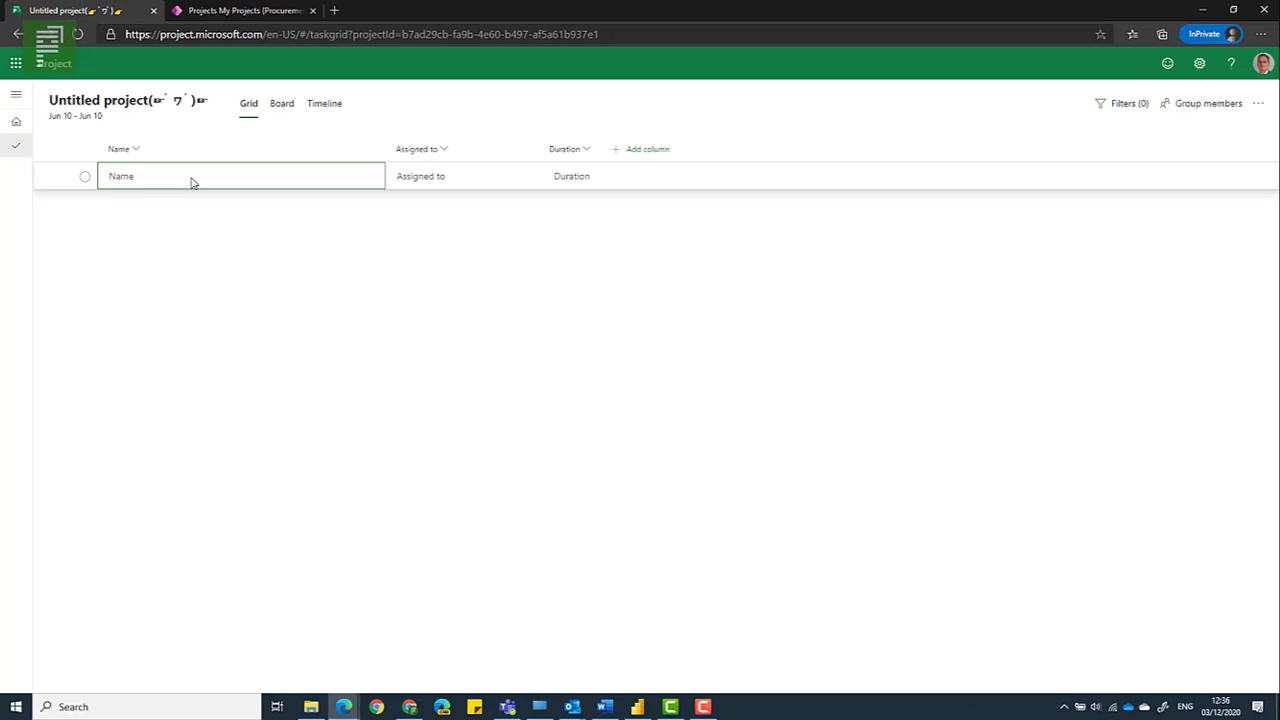 Untitled project(☞ﾟヮﾟ)☞
Projects My Projects (Procureme
https://project.microsoft.com/en-US/#/taskgrid?projectId=b7ad29cb-fa9b-4e60-b497-af5a61b937e1
InPrivate
Project
Untitled project(☞ﾟヮﾟ)☞
Grid
Board
Timeline
Filters (0)
Group members
Jun 10 - Jun 10
Name
Assigned to
Duration
Add column
Name
Assigned to
Duration
Search
ENG
12:36
03/12/2020